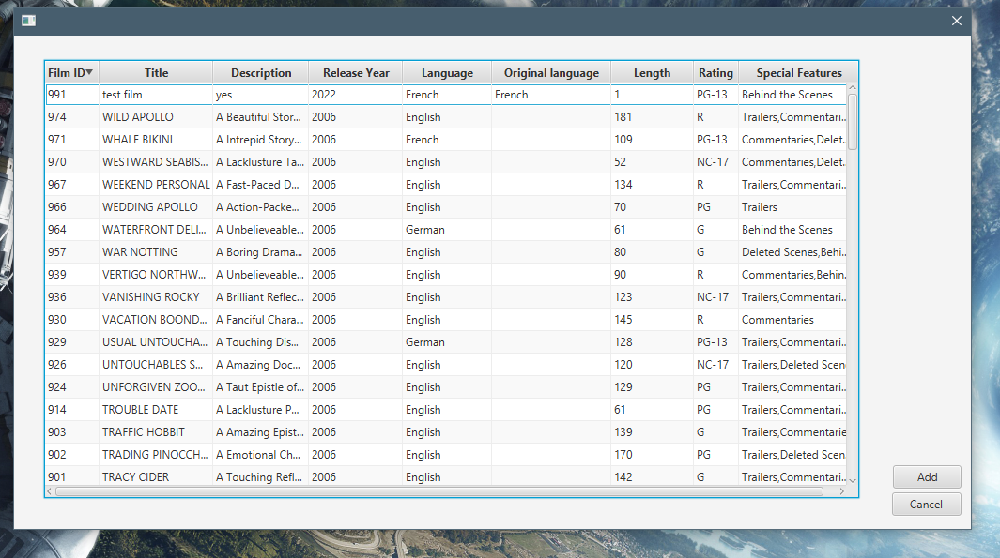 Film ID Title Description Release Year Language Original language Length Rating Special Features
991 test film yes 2022 French French 1 PG-13 Behind the Scenes
974 WILD APOLLO A Beautiful Stor... 2006 English 181 R Trailers,Commentari...
971 WHALE BIKINI A Intrepid Story... 2006 French 109 PG-13 Commentaries,Delet...
970 WESTWARD SEABIS... A Lacklusture Ta... 2006 English 52 NC-17 Commentaries,Delet...
967 WEEKEND PERSONAL A Fast-Paced D... 2006 English 134 R Trailers,Commentari...
966 WEDDING APOLLO A Action-Packe... 2006 English 70 PG Trailers
964 WATERFRONT DELI... A Unbelieveable... 2006 German 61 G Behind the Scenes
957 WAR NOTTING A Boring Drama... 2006 English 80 G Deleted Scenes,Behi...
939 VERTIGO NORTHW... A Unbelieveable... 2006 English 90 R Commentaries,Behin...
936 VANISHING ROCKY A Brilliant Reflec... 2006 English 123 NC-17 Trailers,Commentari...
930 VACATION BOOND... A Fanciful Chara... 2006 English 145 R Commentaries
929 USUAL UNTOUCHA... A Touching Dis... 2006 German 128 PG-13 Trailers,Commentari...
926 UNTOUCHABLES S... A Amazing Doc... 2006 English 120 NC-17 Trailers,Deleted Scen
924 UNFORGIVEN ZOO... A Taut Epistle of... 2006 English 129 PG Trailers,Commentari...
914 TROUBLE DATE A Lacklusture P... 2006 English 61 PG Trailers,Commentari...
903 TRAFFIC HOBBIT A Amazing Epist... 2006 English 139 G Trailers,Commentarie
902 TRADING PINOCCH... A Emotional Ch... 2006 English 170 PG Trailers,Deleted Scen
901 TRACY CIDER A Touching Refl... 2006 English 142 G Trailers,Commentari...
Add
Cancel